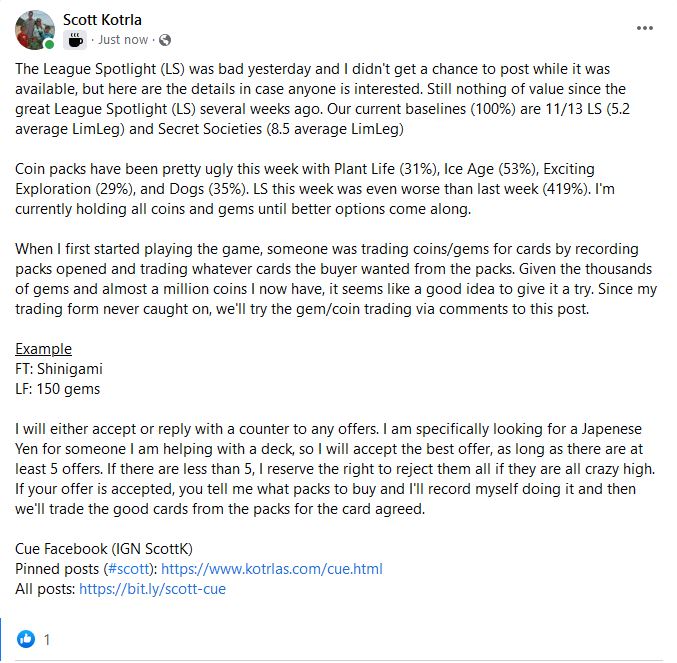 Scott Kotrla
Just now ·
The League Spotlight (LS) was bad yesterday and I didn't get a chance to post while it was
available, but here are the details in case anyone is interested. Still nothing of value since the
great League Spotlight (LS) several weeks ago. Our current baselines (100%) are 11/13 LS (5.2
average LimLeg) and Secret Societies (8.5 average LimLeg)
Coin packs have been pretty ugly this week with Plant Life (31%), Ice Age (53%), Exciting
Exploration (29%), and Dogs (35%). LS this week was even worse than last week (419%). I'm
currently holding all coins and gems until better options come along.
When I first started playing the game, someone was trading coins/gems for cards by recording
packs opened and trading whatever cards the buyer wanted from the packs. Given the thousands
of gems and almost a million coins I now have, it seems like a good idea to give it a try. Since my
trading form never caught on, we'll try the gem/coin trading via comments to this post.
Example
FT: Shinigami
LF: 150 gems
I will either accept or reply with a counter to any offers. I am specifically looking for a Japenese
Yen for someone I am helping with a deck, so I will accept the best offer, as long as there are at
least 5 offers. If there are less than 5, I reserve the right to reject them all if they are all crazy high.
If your offer is accepted, you tell me what packs to buy and I'll record myself doing it and then
we'll trade the good cards from the packs for the card agreed.
Cue Facebook (IGN ScottK)
Pinned posts (#scott): https://www.kotrlas.com/cue.html
All posts: https://bit.ly/scott-cue
1